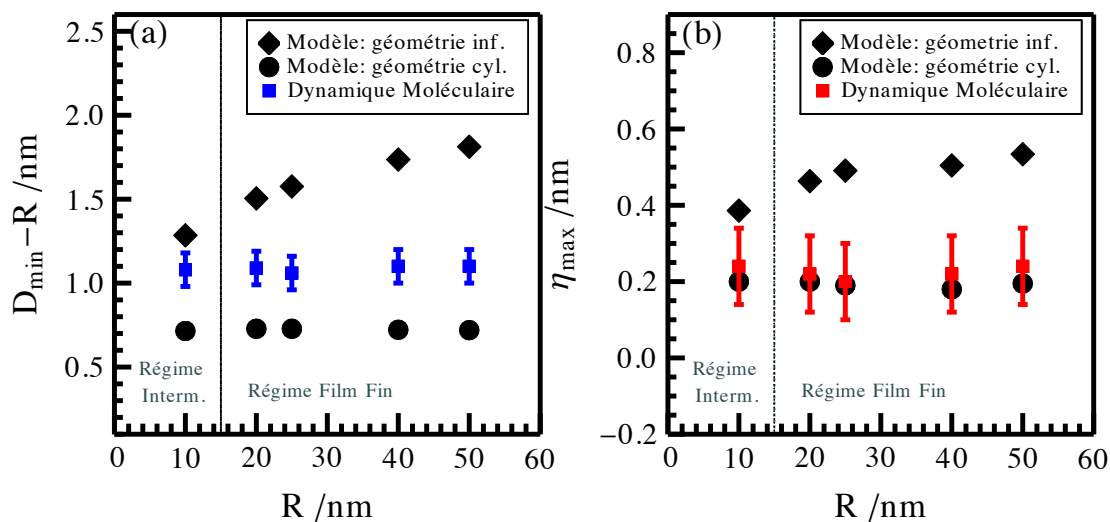 (a)
Modèle: géométrie inf.
Modèle: géométrie cyl.
Dynamique Moléculaire
2.5
2.0
1.5
1.0
0.5
D_min−R /nm
Régime
Interm.
Régime Film Fin
0 10 20 30 40 50 60
R /nm
(b)
Modèle: géometrie inf.
Modèle: géométrie cyl.
Dynamique Moléculaire
0.8
0.6
0.4
0.2
0.0
−0.2
η_max /nm
Régime
Interm.
Régime Film Fin
0 10 20 30 40 50 60
R /nm